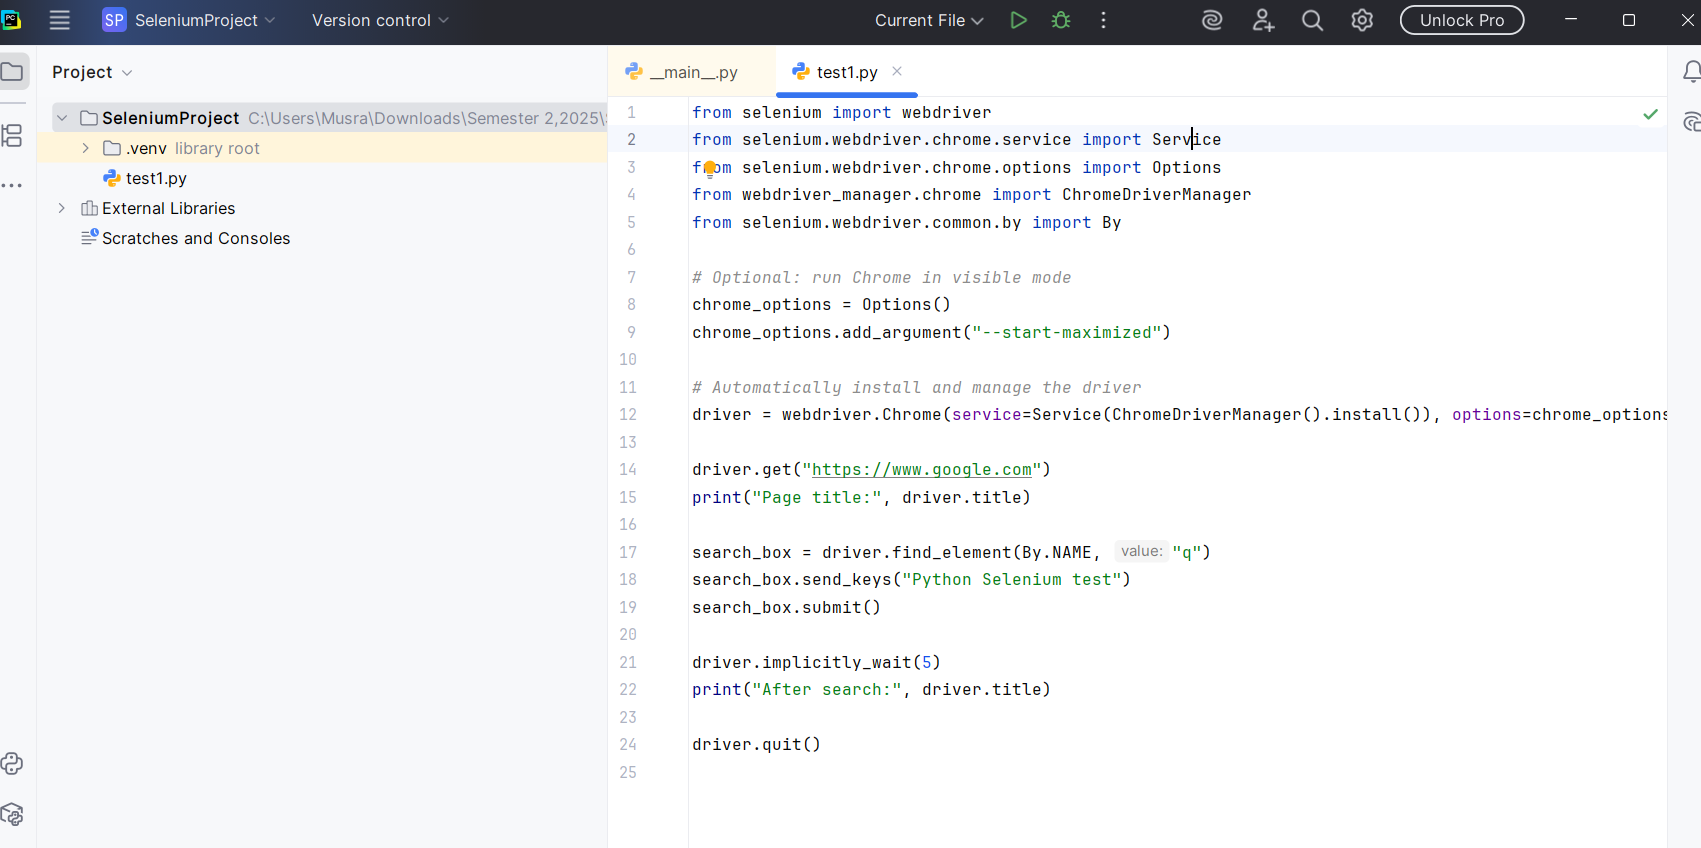 PC
SP SeleniumProject Version control Current File Unlock Pro
Project
SeleniumProject C:\Users\Musra\Downloads\Semester 2,2025\
.venv library root
test1.py
External Libraries
Scratches and Consoles
__main__.py test1.py
1 from selenium import webdriver
2 from selenium.webdriver.chrome.service import Service
3 from selenium.webdriver.chrome.options import Options
4 from webdriver_manager.chrome import ChromeDriverManager
5 from selenium.webdriver.common.by import By
6
7 # Optional: run Chrome in visible mode
8 chrome_options = Options()
9 chrome_options.add_argument("--start-maximized")
10
11 # Automatically install and manage the driver
12 driver = webdriver.Chrome(service=Service(ChromeDriverManager().install()), options=chrome_options
13
14 driver.get("https://www.google.com")
15 print("Page title:", driver.title)
16
17 search_box = driver.find_element(By.NAME, value: "q")
18 search_box.send_keys("Python Selenium test")
19 search_box.submit()
20
21 driver.implicitly_wait(5)
22 print("After search:", driver.title)
23
24 driver.quit()
25